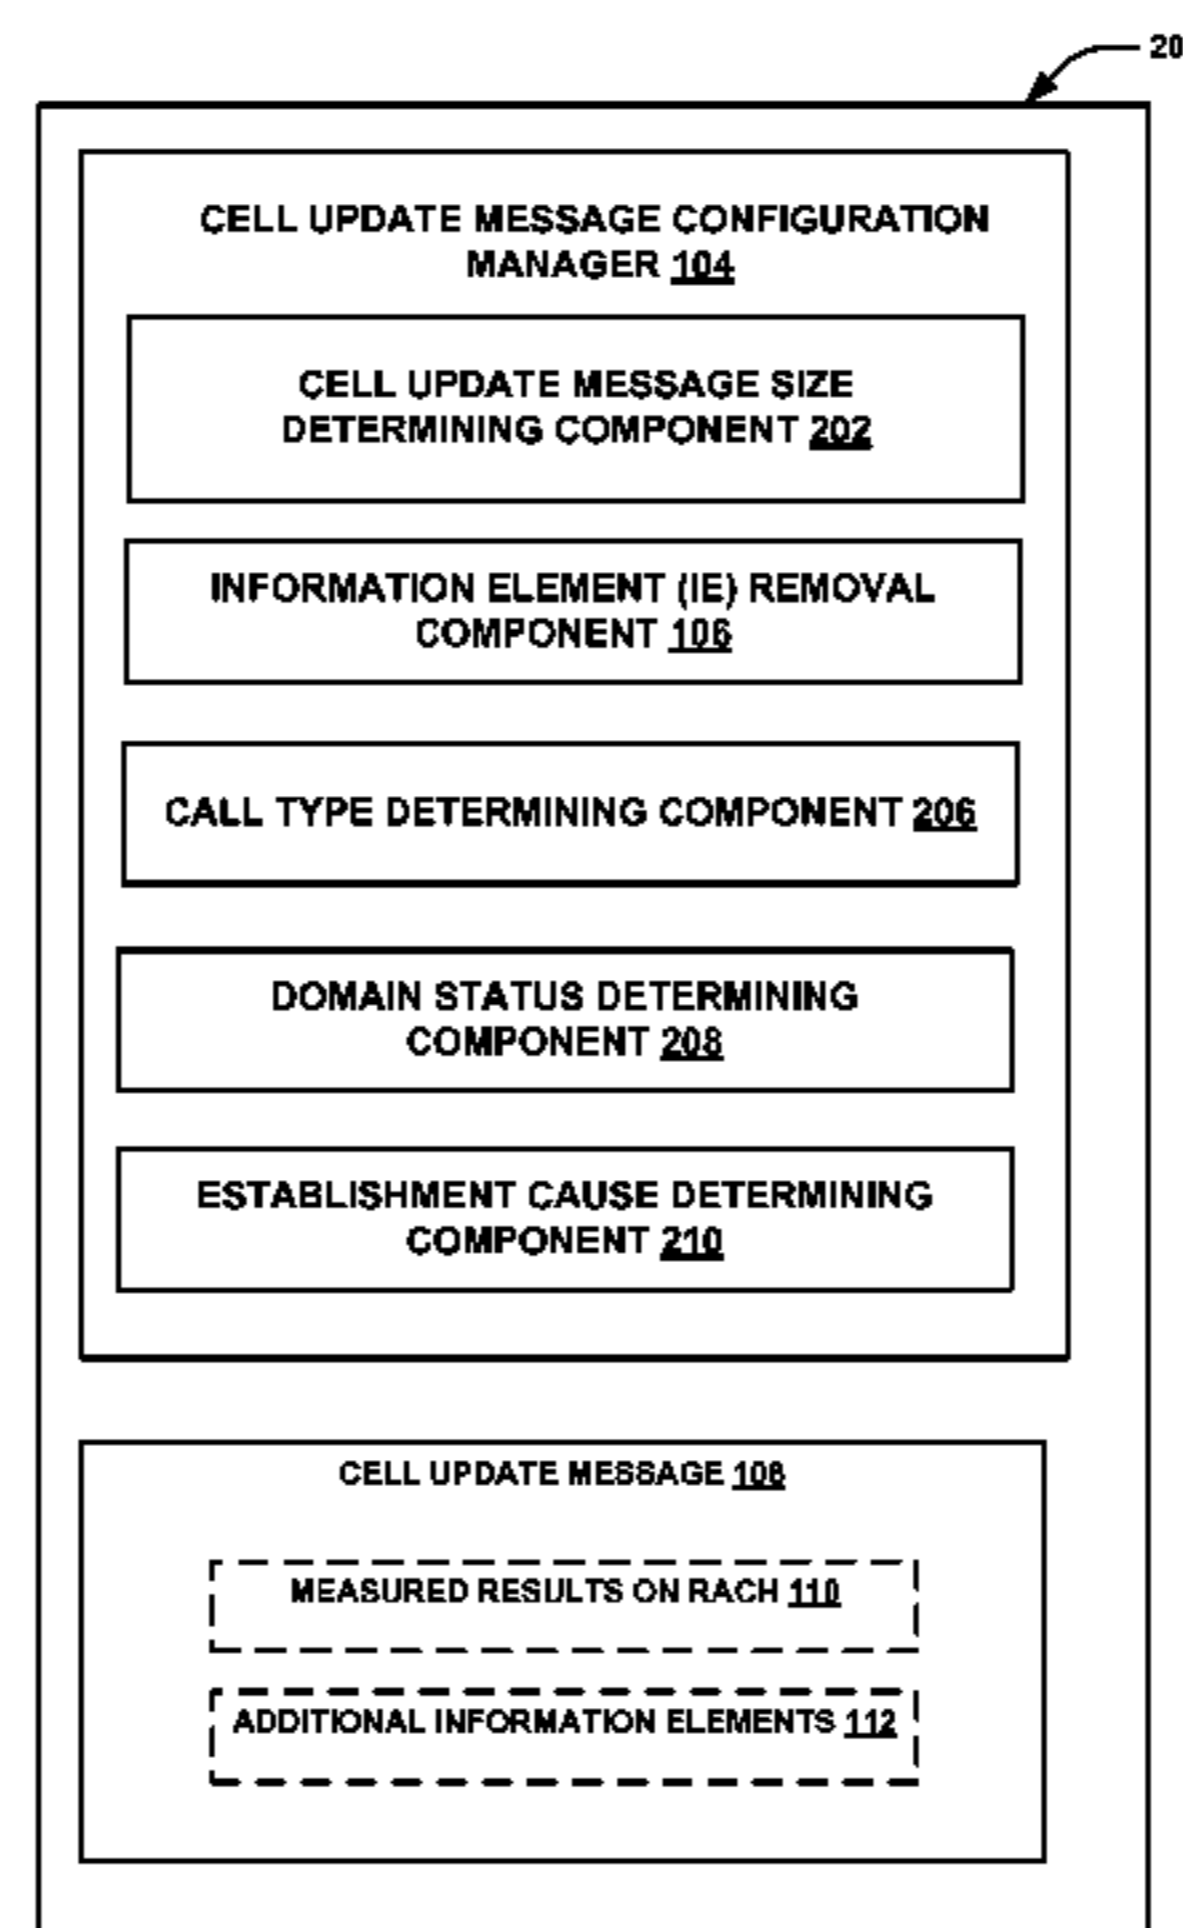 20
CELL UPDATE MESSAGE CONFIGURATION
MANAGER 104
CELL UPDATE MESSAGE SIZE
DETERMINING COMPONENT 202
INFORMATION ELEMENT (IE) REMOVAL
COMPONENT 106
CALL TYPE DETERMINING COMPONENT 206
DOMAIN STATUS DETERMINING
COMPONENT 208
ESTABLISHMENT CAUSE DETERMINING
COMPONENT 210
CELL UPDATE MESSAGE 108
MEASURED RESULTS ON RACH 110
ADDITIONAL INFORMATION ELEMENTS 112